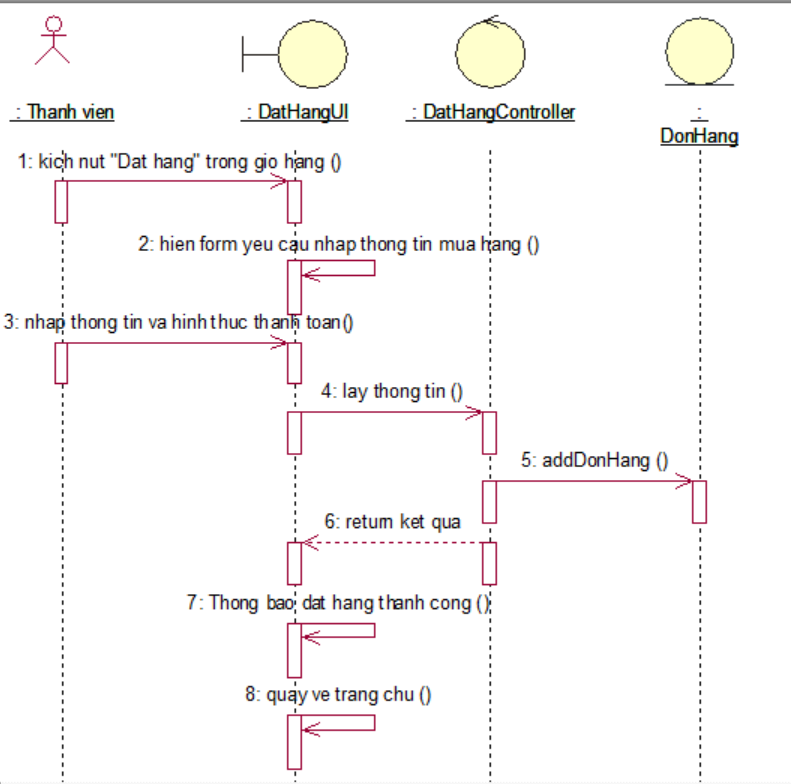 : Thanh vien
: DatHangUI
: DatHangController
:
DonHang
1: kich nut "Dat hang" trong gio hang ()
2: hien form yeu cau nhap thong tin mua hang ()
3: nhap thong tin va hinh thuc thanh toan()
4: lay thong tin ()
5: addDonHang ()
6: return ket qua
7: Thong bao dat hang thanh cong ()
8: quay ve trang chu ()